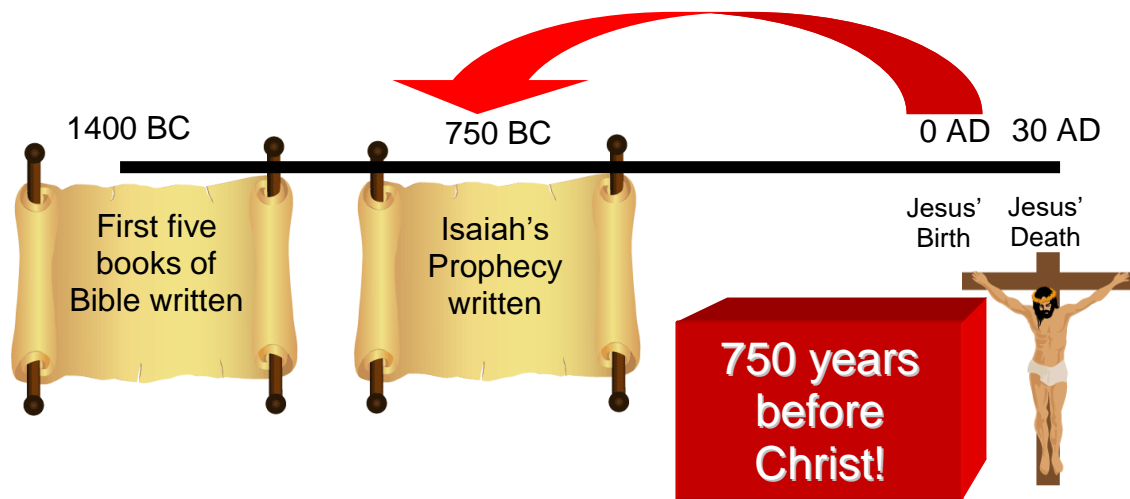 1400 BC
750 BC
0 AD
30 AD
First five
books of
Bible written
Isaiah’s
Prophecy
written
Jesus’
Birth
Jesus’
Death
750 years
before
Christ!